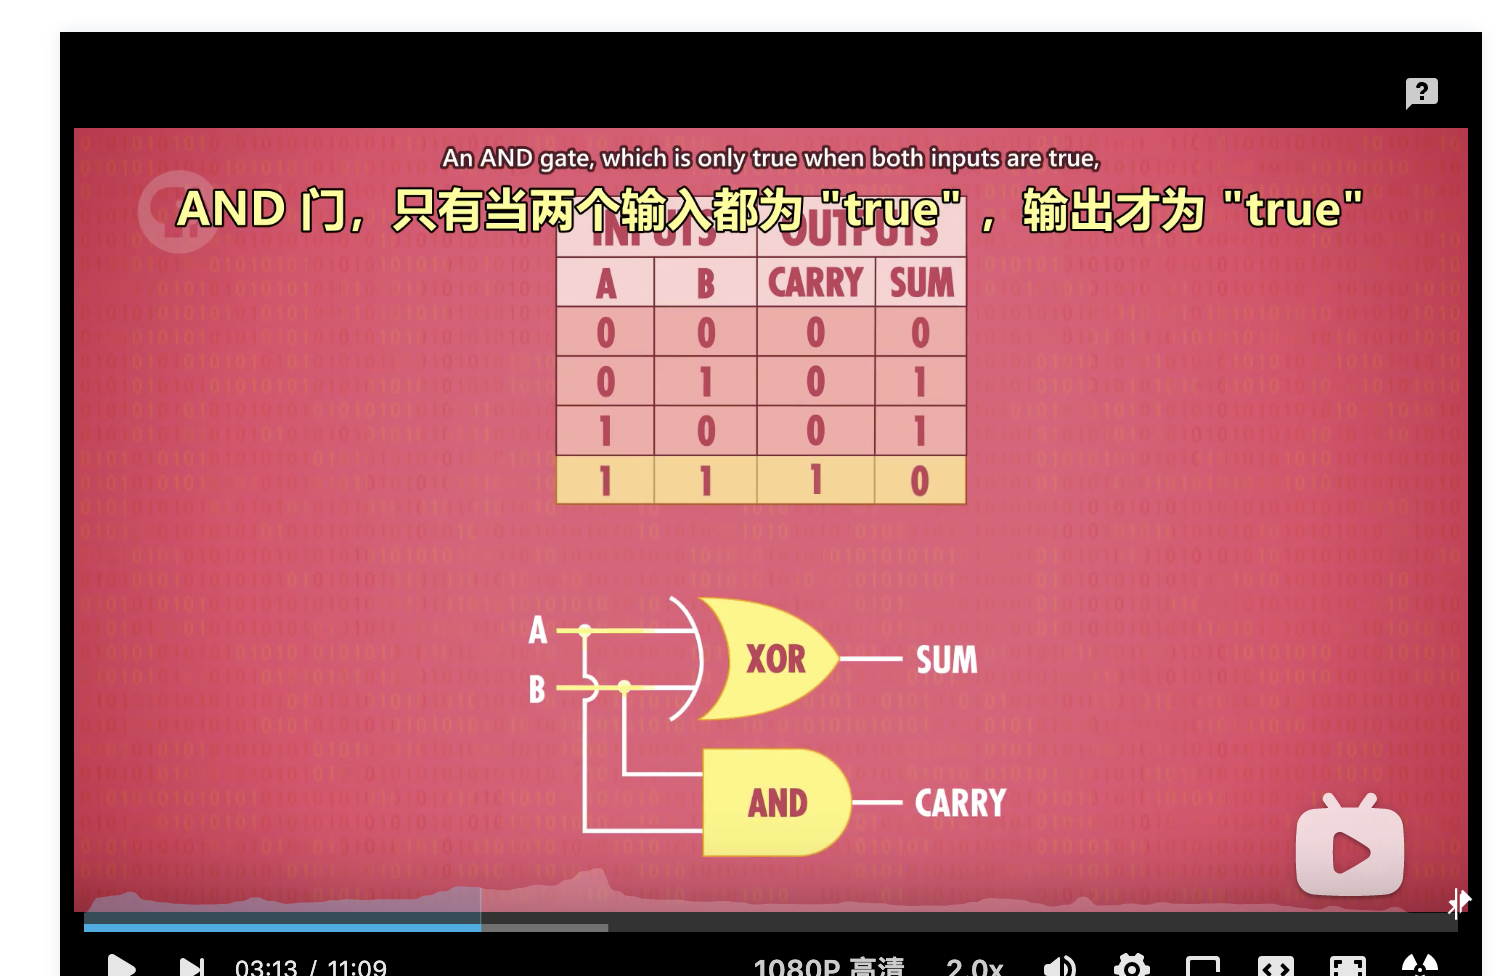 An AND gate, which is only true when both inputs are true,
AND 门，只有当两个输入都为 "true" ，输出才为 "true"
INPUTS OUTPUTS
A B CARRY SUM
0 0 0 0
0 1 0 1
1 0 0 1
1 1 1 0
A
XOR SUM
B
AND CARRY
03:13 / 11:09 1080P 高清 2.0x